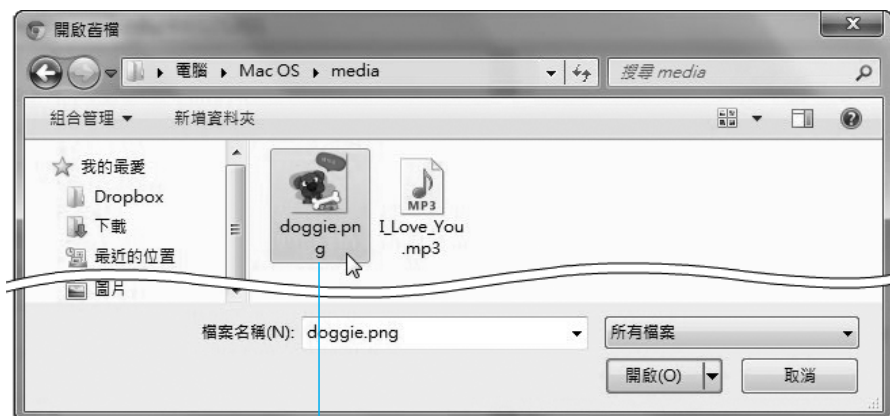 開啟舊檔
電腦 ▸ Mac OS ▸ media
搜尋 media
組合管理 新增資料夾
我的最愛
Dropbox
下載
最近的位置
圖片
doggie.pn
g
MP3
I_Love_You
.mp3
檔案名稱(N): doggie.png
所有檔案
開啟(O)
取消